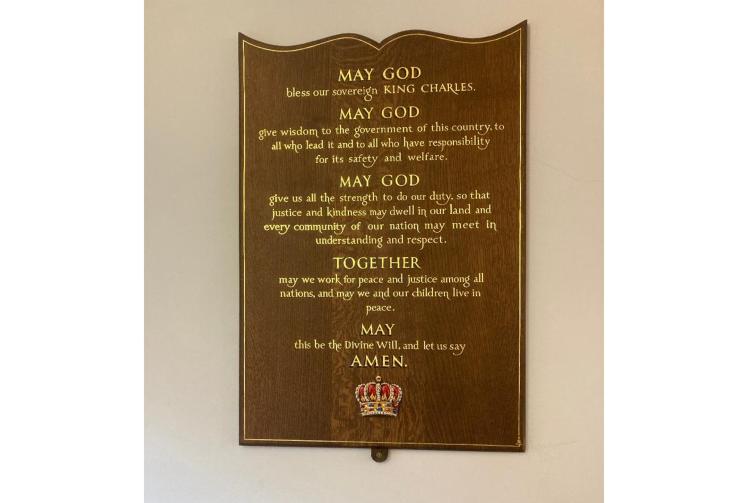 MAY GOD
bless our sovereign KING CHARLES.
MAY GOD
give wisdom to the government of this country, to
all who lead it and to all who have responsibility
for its safety and welfare.
MAY GOD
give us all the strength to do our duty, so that
justice and kindness may dwell in our land and
every community of our nation may meet in
understanding and respect.
TOGETHER
may we work for peace and justice among all
nations, and may we and our children live in
peace.
MAY
this be the Divine Will, and let us say
AMEN.